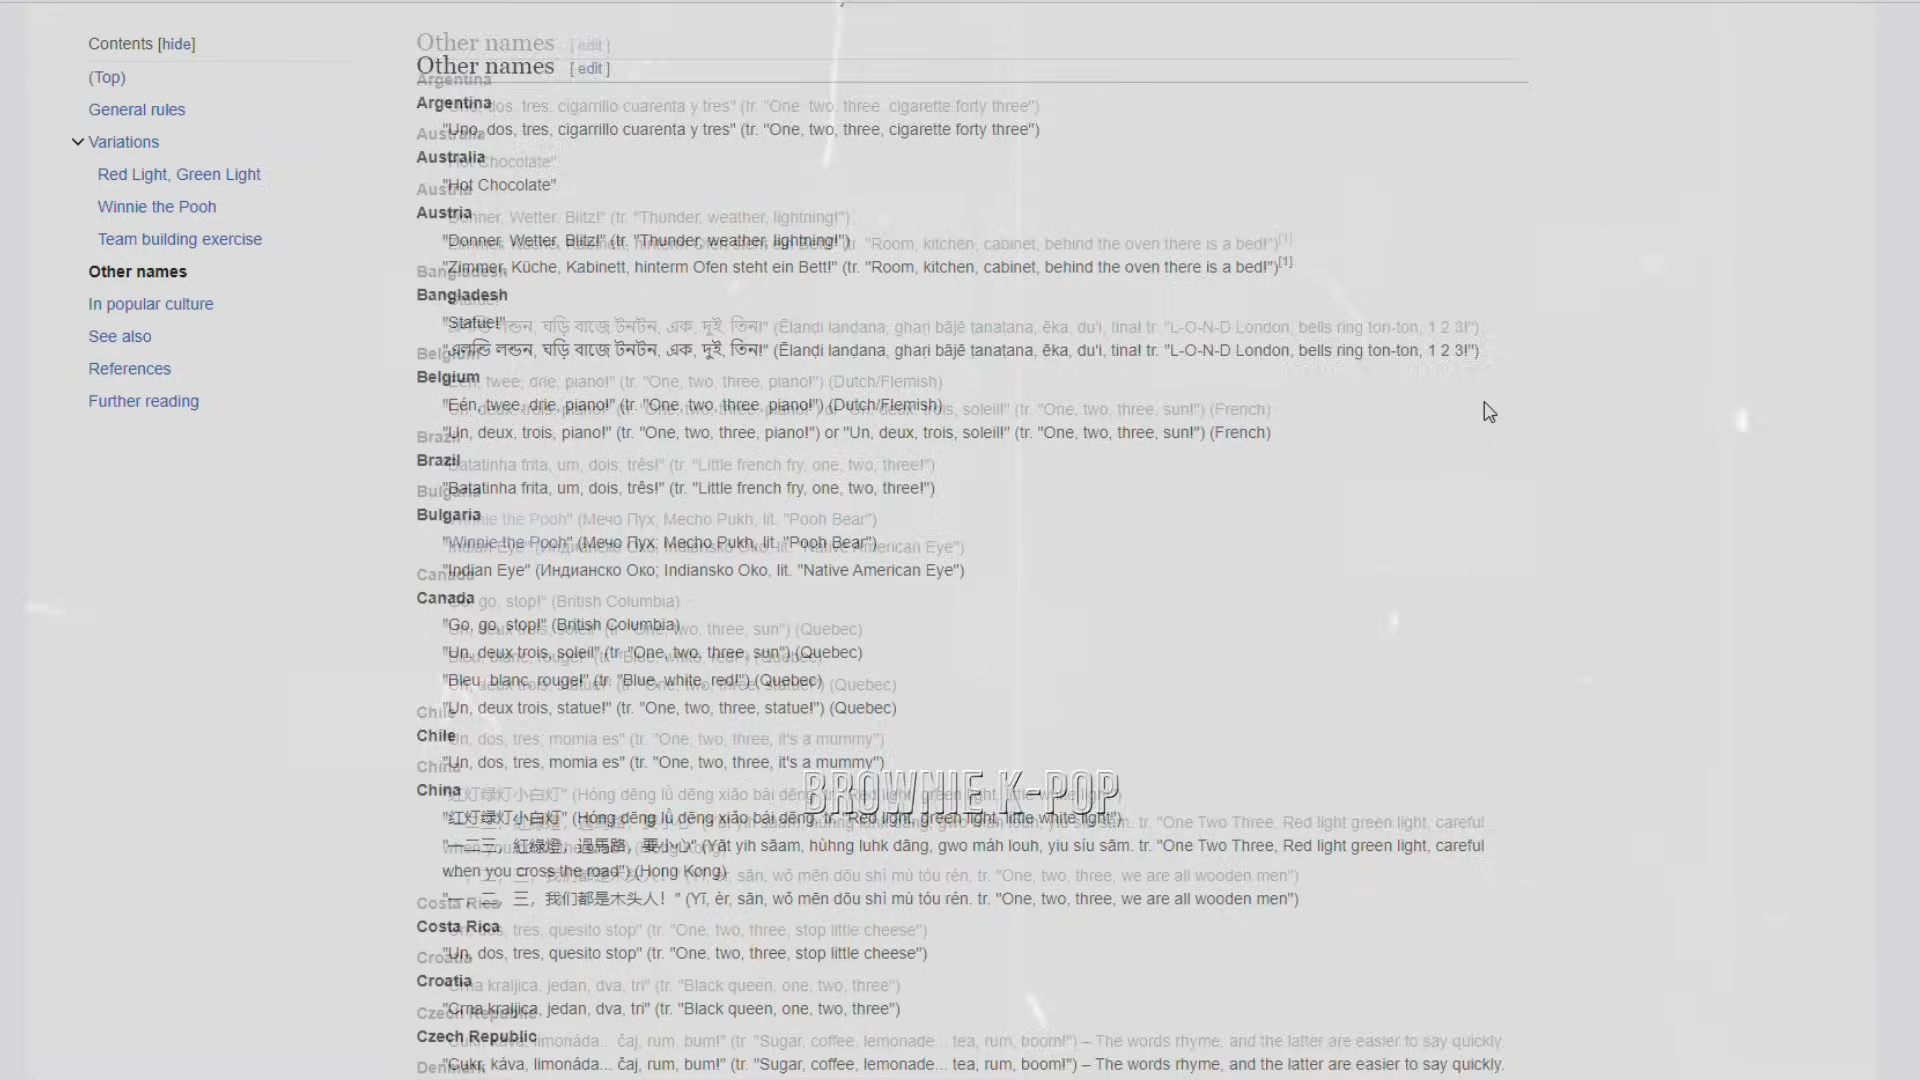 Contents [hide]
(Top)
General rules
Variations
Red Light, Green Light
Winnie the Pooh
Team building exercise
Other names
In popular culture
See also
References
Further reading
Other names [ edit ]
Argentina
"Uno, dos, tres, cigarrillo cuarenta y tres" (tr. "One, two, three, cigarette forty three")
Australia
"Hot Chocolate"
Austria
"Donner, Wetter, Blitz!" (tr. "Thunder, weather, lightning!")
"Zimmer, Küche, Kabinett, hinterm Ofen steht ein Bett!" (tr. "Room, kitchen, cabinet, behind the oven there is a bed!")[1]
Bangladesh
"Statue!"
"এলন্ডি লন্ডন, ঘড়ি বাজে টনটন, এক, দুই, তিন!" (Ēlanḍi lanḍana, ghaṛi bājē ṭanaṭana, ēka, du'i, tina! tr. "L-O-N-D London, bells ring ton-ton, 1 2 3!")
Belgium
"Eén, twee, drie, piano!" (tr. "One, two, three, piano!") (Dutch/Flemish)
"Un, deux, trois, piano!" (tr. "One, two, three, piano!") or "Un, deux, trois, soleil!" (tr. "One, two, three, sun!") (French)
Brazil
"Batatinha frita, um, dois, três!" (tr. "Little french fry, one, two, three!")
Bulgaria
"Winnie the Pooh" (Мечо Пух, Mecho Pukh, lit. "Pooh Bear")
"Indian Eye" (Индианско Око; Indiansko Oko, lit. "Native American Eye")
Canada
"Go, go, stop!" (British Columbia)
"Un, deux trois, soleil" (tr "One, two, three, sun") (Quebec)
"Bleu, blanc, rouge!" (tr. "Blue, white, red!") (Quebec)
"Un, deux trois, statue!" (tr. "One, two, three, statue!") (Quebec)
Chile
"Un, dos, tres, momia es" (tr. "One, two, three, it's a mummy")
BROWNIE K-POP
China
"红灯绿灯小白灯" (Hóng dēng lǜ dēng xiǎo bái dēng, tr. "Red light, green light, little white light")
"一二三，紅綠燈，過馬路，要小心" (Yāt yih sāam, hùhng luhk dāng, gwo máh louh, yiu síu sām. tr. "One Two Three, Red light green light, careful
when you cross the road") (Hong Kong)
"一，二，三，我们都是木头人！" (Yī, èr, sān, wǒ mēn dōu shì mù tóu rén. tr. "One, two, three, we are all wooden men")
Costa Rica
"Un, dos, tres, quesito stop" (tr. "One, two, three, stop little cheese")
Croatia
"Crna kraljica, jedan, dva, tri" (tr. "Black queen, one, two, three")
Czech Republic
"Cukr, káva, limonáda... čaj, rum, bum!" (tr. "Sugar, coffee, lemonade... tea, rum, boom!") – The words rhyme, and the latter are easier to say quickly.
Denmark